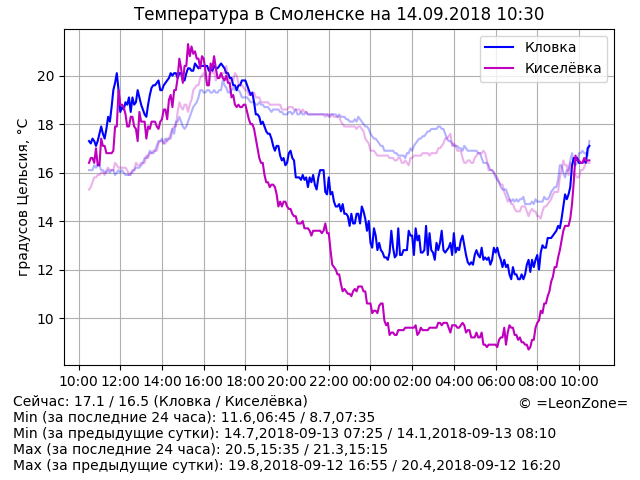 Температура в Смоленске на 14.09.2018 10:30
Кловка
Киселёвка
градусов Цельсия, °C
20
18
16
14
12
10
10:00 12:00 14:00 16:00 18:00 20:00 22:00 00:00 02:00 04:00 06:00 08:00 10:00
Сейчас: 17.1 / 16.5 (Кловка / Киселёвка)
© =LeonZone=
Min (за последние 24 часа): 11.6,06:45 / 8.7,07:35
Min (за предыдущие сутки): 14.7,2018-09-13 07:25 / 14.1,2018-09-13 08:10
Max (за последние 24 часа): 20.5,15:35 / 21.3,15:15
Max (за предыдущие сутки): 19.8,2018-09-12 16:55 / 20.4,2018-09-12 16:20